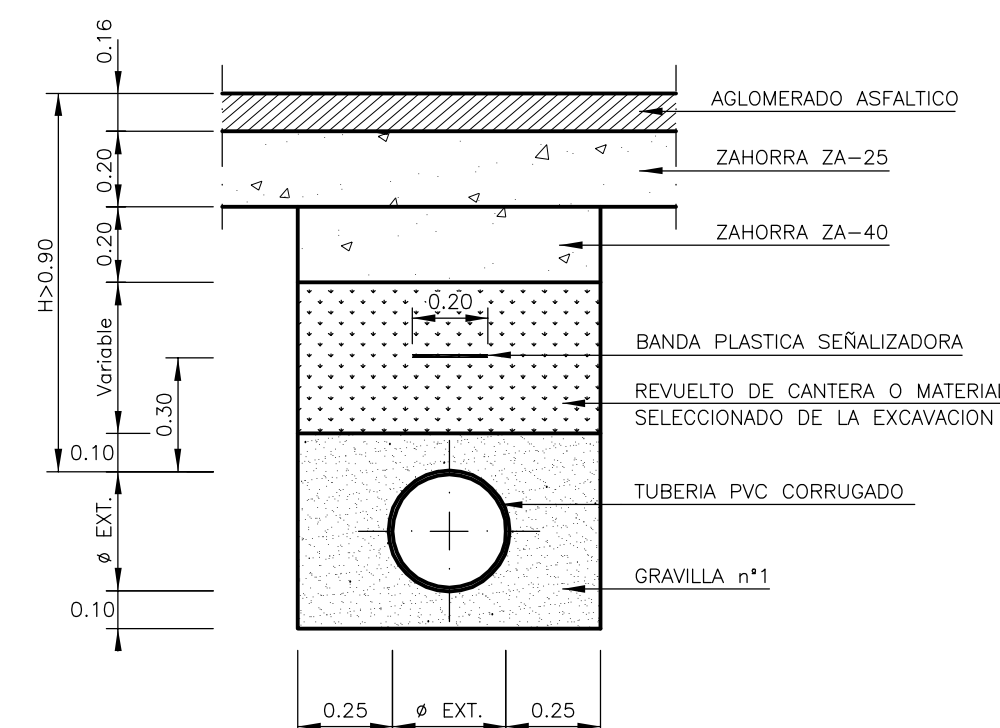 0.16
AGLOMERADO ASFALTICO
0.20
ZAHORRA ZA-25
0.20
ZAHORRA ZA-40
H>0.90
0.20
Variable
BANDA PLASTICA SEÑALIZADORA
0.30
REVUELTO DE CANTERA O MATERIAL
SELECCIONADO DE LA EXCAVACION
0.10
ø EXT.
TUBERIA PVC CORRUGADO
GRAVILLA nº1
0.10
0.25
ø EXT.
0.25